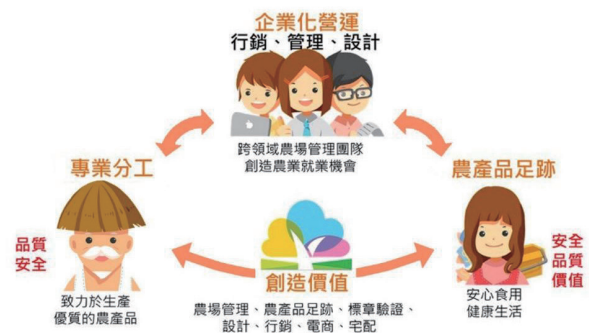 企業化營運
行銷、管理、設計
跨領域農場管理團隊
創造農業就業機會
專業分工
品質
安全
致力於生產
優質的農產品
創造價值
農場管理、農產品足跡、標章驗證、
設計、行銷、電商、宅配
農產品足跡
安全
品質
價值
安心食用
健康生活